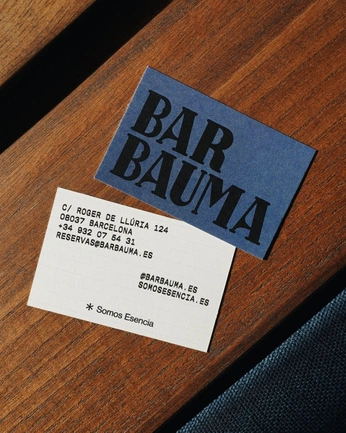 BAR
BAUMA
C/ ROGER DE LLÚRIA 124
08037 BARCELONA
+34 932 07 54 31
RESERVAS@BARBAUMA.ES
@BARBAUMA.ES
SOMOSESENCIA.ES
* Somos Esencia